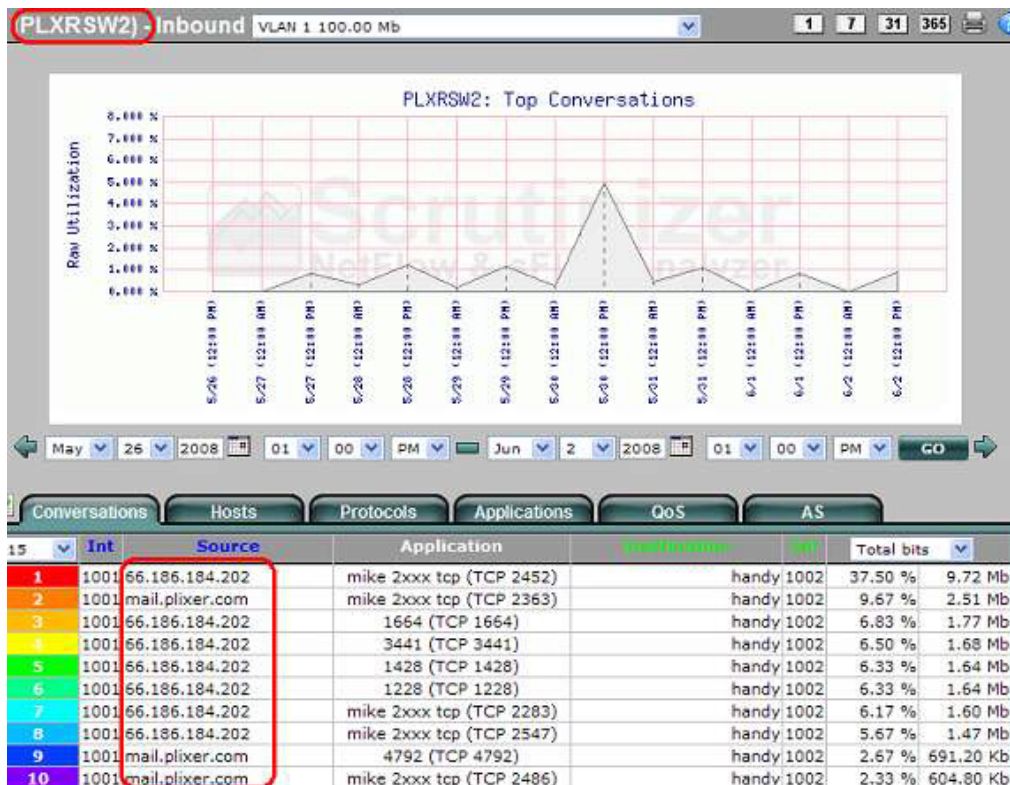 (PLXRSW2) - Inbound VLAN 1 100.00 Mb 1 7 31 365
PLXRSW2: Top Conversations
Raw Utilization
8.000 %
7.000 %
6.000 %
5.000 %
4.000 %
3.000 %
2.000 %
1.000 %
0.000 %
Scrutinizer
NetFlow & sFlow Analyzer
5/26 (12:00 PM)
5/27 (12:00 AM)
5/27 (12:00 PM)
5/28 (12:00 AM)
5/28 (12:00 PM)
5/29 (12:00 AM)
5/29 (12:00 PM)
5/30 (12:00 AM)
5/30 (12:00 PM)
5/31 (12:00 AM)
5/31 (12:00 PM)
6/1 (12:00 AM)
6/1 (12:00 PM)
6/2 (12:00 AM)
6/2 (12:00 PM)
May 26 2008 01 00 PM Jun 2 2008 01 00 PM GO
Conversations Hosts Protocols Applications QoS AS
15 Int Source Application Destination Total bits
1 1001 66.186.184.202 mike 2xxx tcp (TCP 2452) handy 1002 37.50 % 9.72 Mb
2 1001 mail.plixer.com mike 2xxx tcp (TCP 2363) handy 1002 9.67 % 2.51 Mb
3 1001 66.186.184.202 1664 (TCP 1664) handy 1002 6.83 % 1.77 Mb
4 1001 66.186.184.202 3441 (TCP 3441) handy 1002 6.50 % 1.68 Mb
5 1001 66.186.184.202 1428 (TCP 1428) handy 1002 6.33 % 1.64 Mb
6 1001 66.186.184.202 1228 (TCP 1228) handy 1002 6.33 % 1.64 Mb
7 1001 66.186.184.202 mike 2xxx tcp (TCP 2283) handy 1002 6.17 % 1.60 Mb
8 1001 66.186.184.202 mike 2xxx tcp (TCP 2547) handy 1002 5.67 % 1.47 Mb
9 1001 mail.plixer.com 4792 (TCP 4792) handy 1002 2.67 % 691.20 Kb
10 1001 mail.plixer.com mike 2xxx tcp (TCP 2486) handy 1002 2.33 % 604.80 Kb